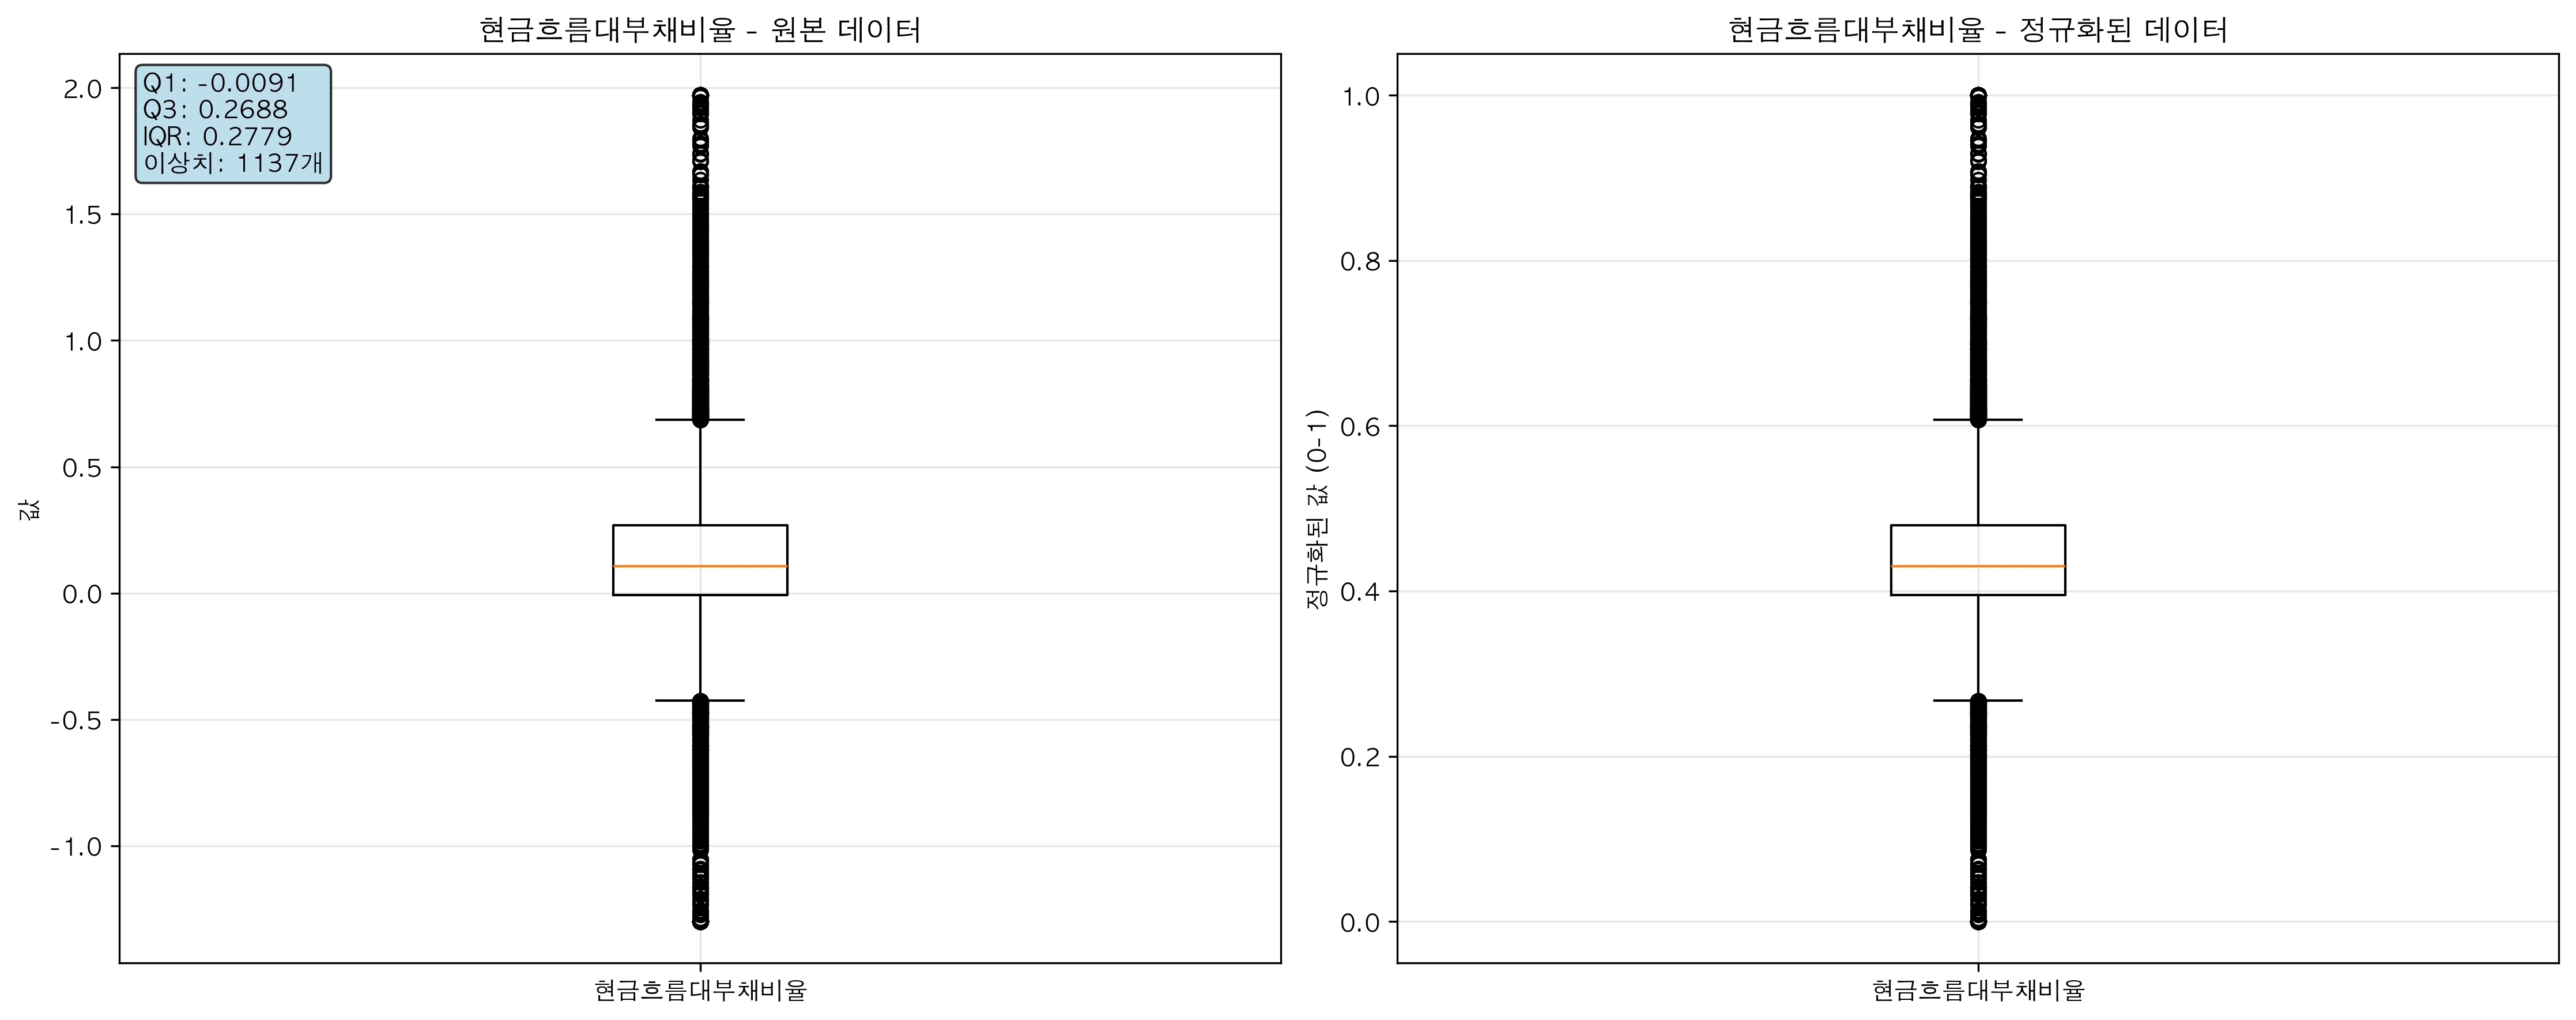 현금흐름대부채비율 - 원본 데이터
Q1: -0.0091
Q3: 0.2688
IQR: 0.2779
이상치: 1137개
2.0
1.5
1.0
0.5
0.0
-0.5
-1.0
값
현금흐름대부채비율
현금흐름대부채비율 - 정규화된 데이터
1.0
0.8
0.6
0.4
0.2
0.0
정규화된 값 (0-1)
현금흐름대부채비율